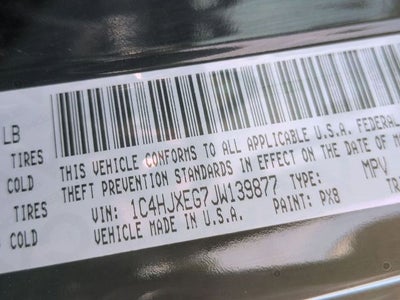 LB
TIRES THIS VEHICLE CONFORMS TO ALL APPLICABLE U.S.A. FEDERAL
COLD THEFT PREVENTION STANDARDS IN EFFECT ON THE DATE OF
TIRES VIN: 1C4HJXEG7JW139877 TYPE: MPV
COLD VEHICLE MADE IN U.S.A. PAINT: PX8